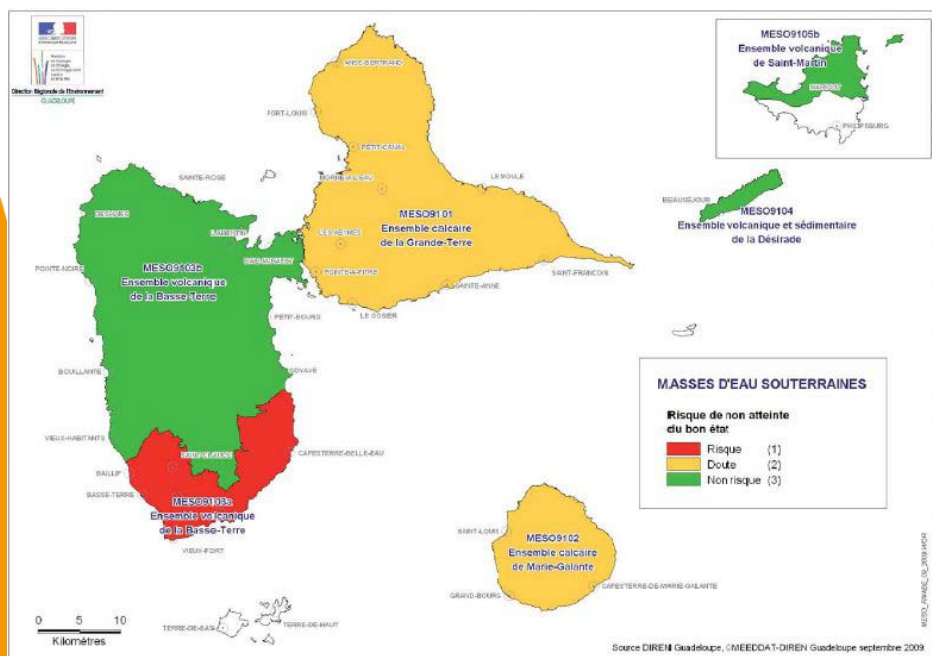 Direction Régionale de l'Environnement
GUADELOUPE
MESO9105b
Ensemble volcanique
de Saint-Martin
MARIGOT
PHILIPSBURG
ANSE-BERTRAND
PORT-LOUIS
PETIT-CANAL
MORNE-A-L'EAU
LE MOULE
MESO9101
Ensemble calcaire
de la Grande-Terre
LES ABYMES
POINTE-A-PITRE
SAINTE-ANNE
SAINT-FRANCOIS
LE GOSIER
BEAUSEJOUR
MESO9104
Ensemble volcanique et sédimentaire
de la Désirade
SAINTE-ROSE
DESHAIES
LAMENTIN
BAIE-MAHAULT
POINTE-NOIRE
MESO9103b
Ensemble volcanique
de la Basse-Terre
PETIT-BOURG
BOUILLANTE
GOYAVE
VIEUX-HABITANTS
SAINT-CLAUDE
CAPESTERRE-BELLE-EAU
BAILLIF
BASSE-TERRE
MESO9103a
Ensemble volcanique
de la Basse-Terre
VIEUX-FORT
MASSES D'EAU SOUTERRAINES
Risque de non atteinte
du bon état
Risque (1)
Doute (2)
Non risque (3)
SAINT-LOUIS
MESO9102
Ensemble calcaire
de Marie-Galante
GRAND-BOURG
CAPESTERRE-DE-MARIE-GALANTE
TERRE-DE-BAS
TERRE-DE-HAUT
0 5 10
Kilomètres
Source DIREN Guadeloupe, ©MEEDDAT-DIREN Guadeloupe septembre 2009